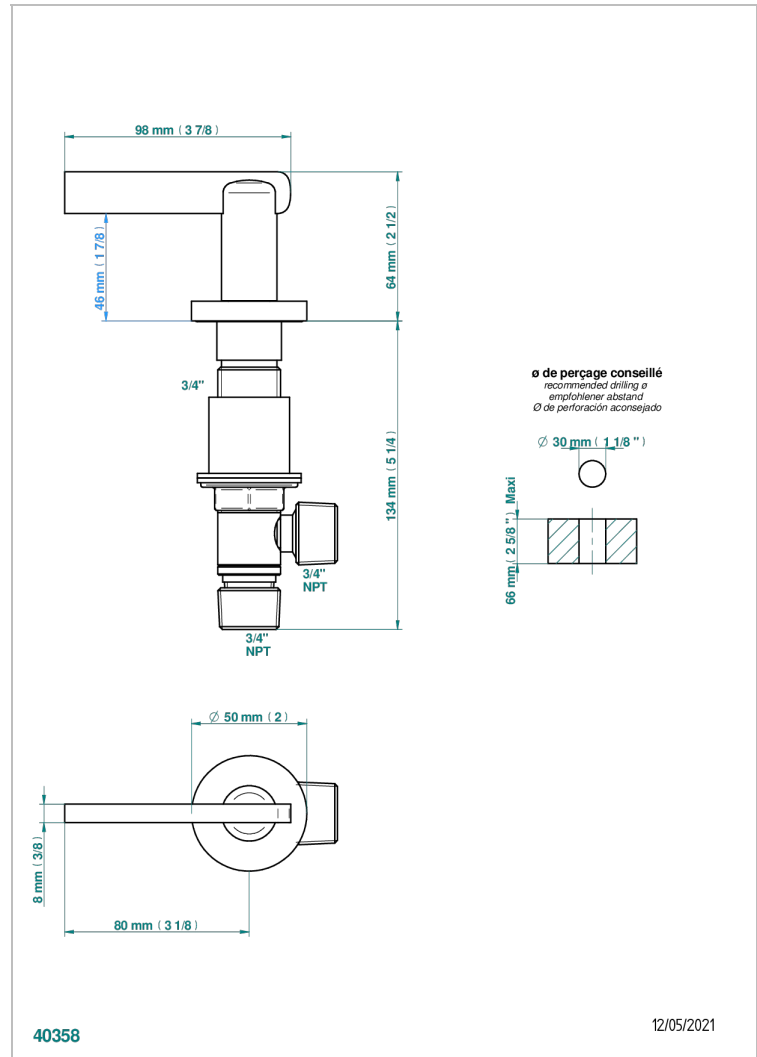 98 mm ( 3 7/8 )
46 mm ( 1 7/8 )
64 mm ( 2 1/2 )
3/4"
134 mm ( 5 1/4 )
3/4"
NPT
3/4"
NPT
ø de perçage conseillé
recommended drilling ø
empfohlener abstand
Ø de perforación aconsejado
∅ 30 mm ( 1 1/8 " )
66 mm ( 2 5/8 " ) Maxi
∅ 50 mm ( 2 )
8 mm ( 3/8 )
80 mm ( 3 1/8 )
40358
12/05/2021